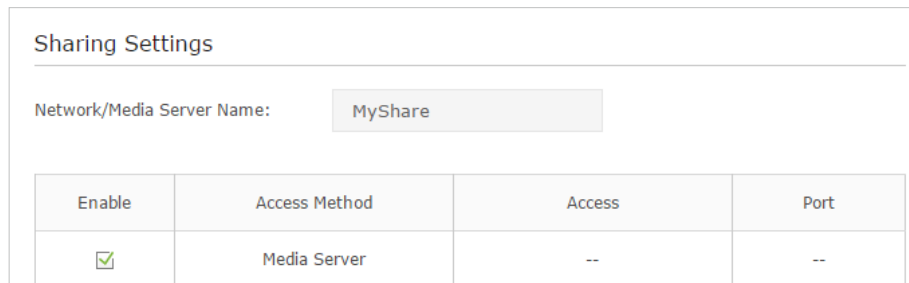 Sharing Settings
Network/Media Server Name: MyShare
Enable Access Method Access Port
Media Server -- --